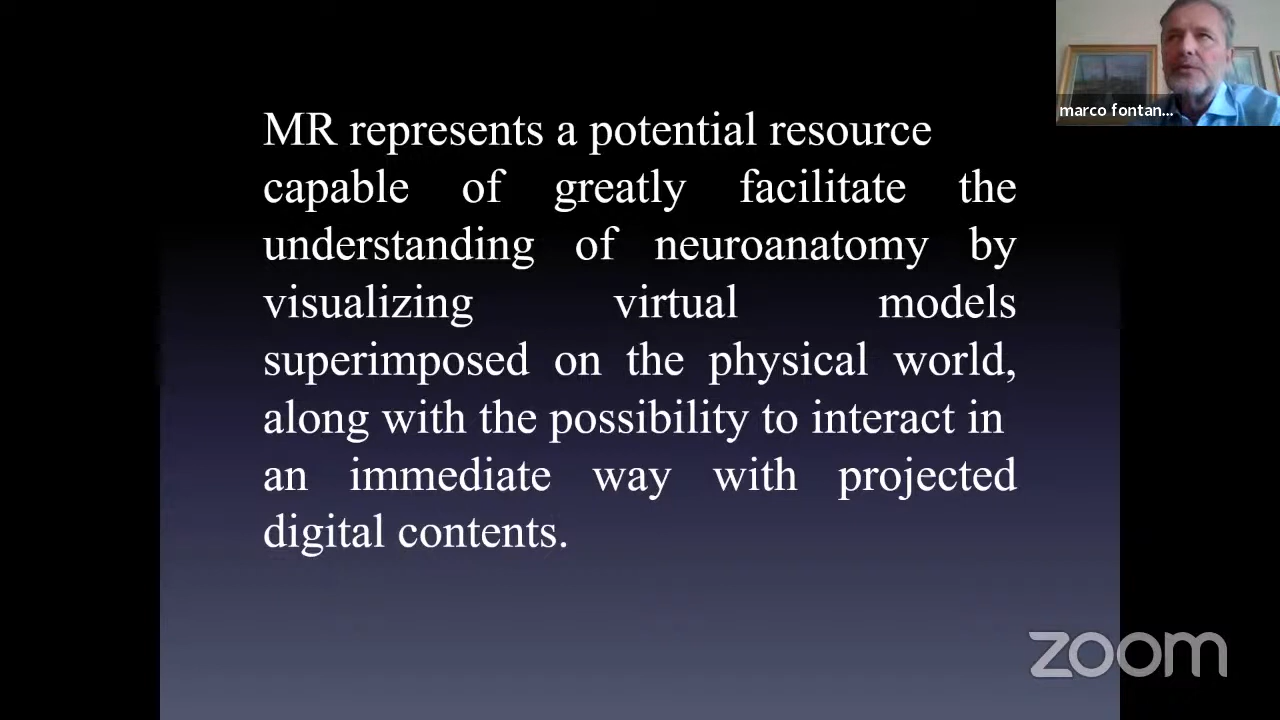 MR represents a potential resource
capable of greatly facilitate the
understanding of neuroanatomy by
visualizing virtual models
superimposed on the physical world,
along with the possibility to interact in
an immediate way with projected
digital contents.
marco fontan...
zoom